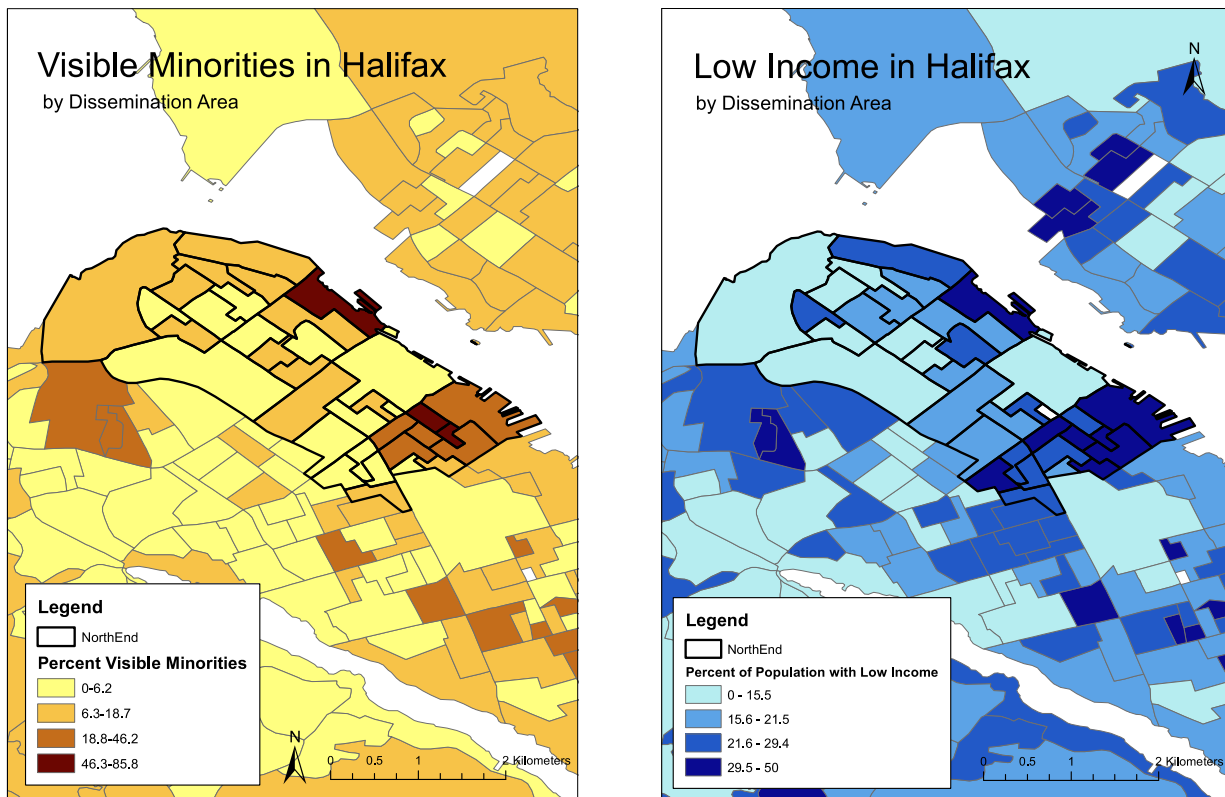 Visible Minorities in Halifax
by Dissemination Area
Legend
NorthEnd
Percent Visible Minorities
0-6.2
6.3-18.7
18.8-46.2
46.3-85.8
N
0 0.5 1 2 Kilometers
Low Income in Halifax
by Dissemination Area
N
Legend
NorthEnd
Percent of Population with Low Income
0 - 15.5
15.6 - 21.5
21.6 - 29.4
29.5 - 50
0 0.5 1 2 Kilometers